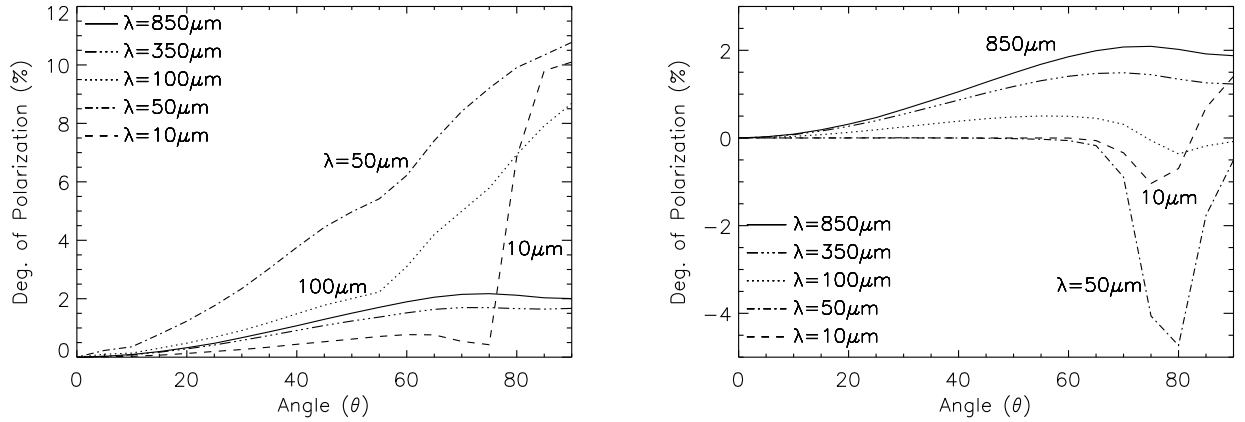 12
10
8
6
4
2
0
Deg. of Polarization (%)
λ=850μm
λ=350μm
λ=100μm
λ=50μm
λ=10μm
λ=50μm
10μm
100μm
0 20 40 60 80
Angle (θ)
2
0
−2
−4
Deg. of Polarization (%)
850μm
10μm
λ=850μm
λ=350μm
λ=100μm
λ=50μm
λ=10μm
λ=50μm
0 20 40 60 80
Angle (θ)